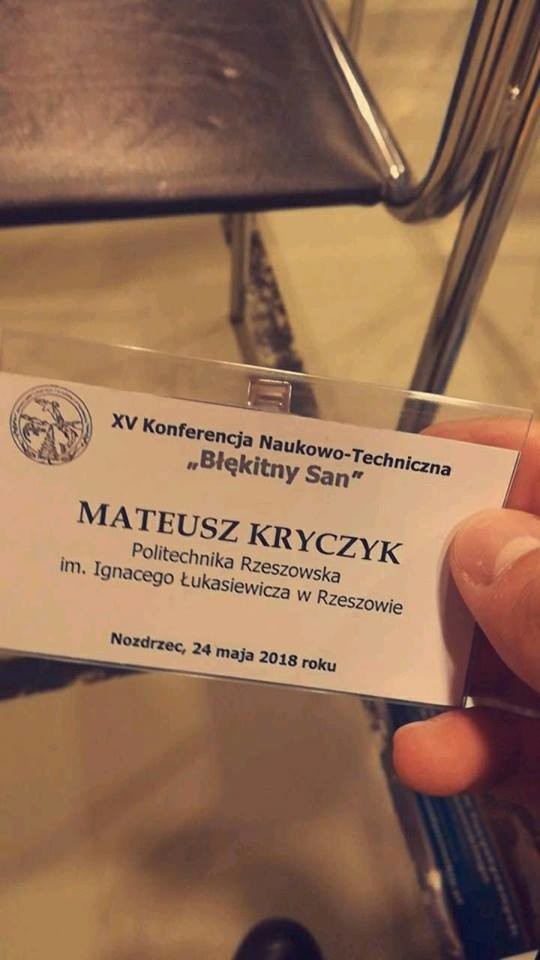 XV Konferencja Naukowo-Techniczna
„Błękitny San”
MATEUSZ KRYCZYK
Politechnika Rzeszowska
im. Ignacego Łukasiewicza w Rzeszowie
Nozdrzec, 24 maja 2018 roku